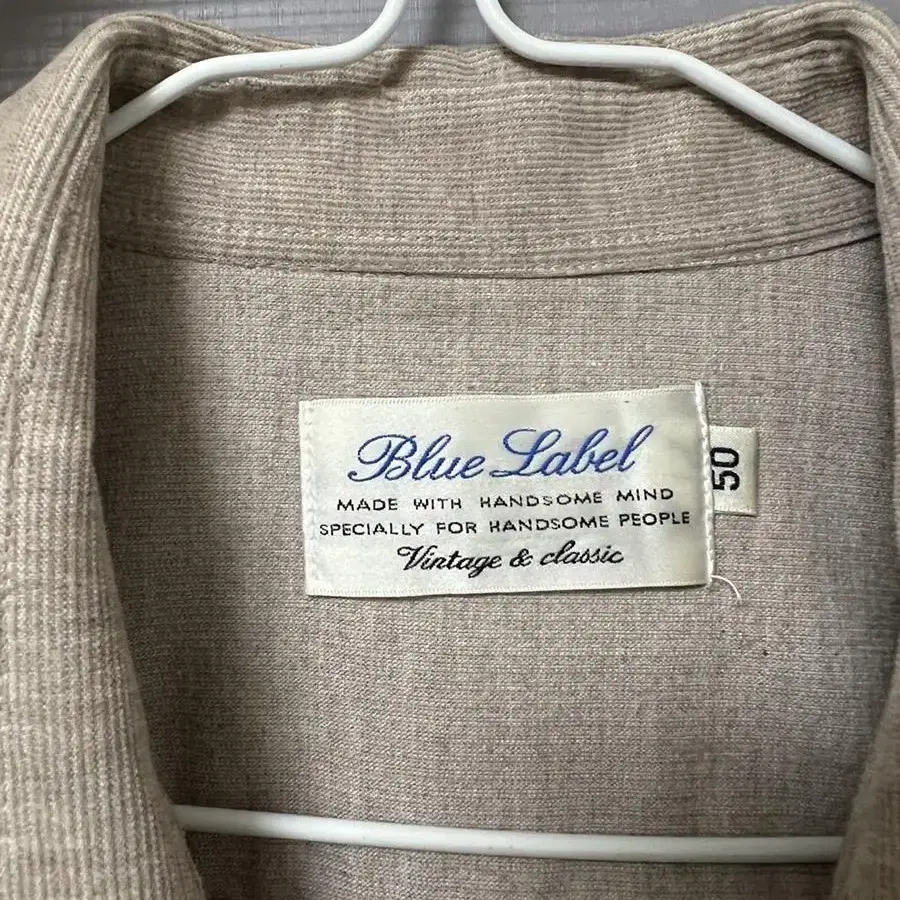 Blue Label
MADE WITH HANDSOME MIND
SPECIALLY FOR HANDSOME PEOPLE
Vintage & classic
50